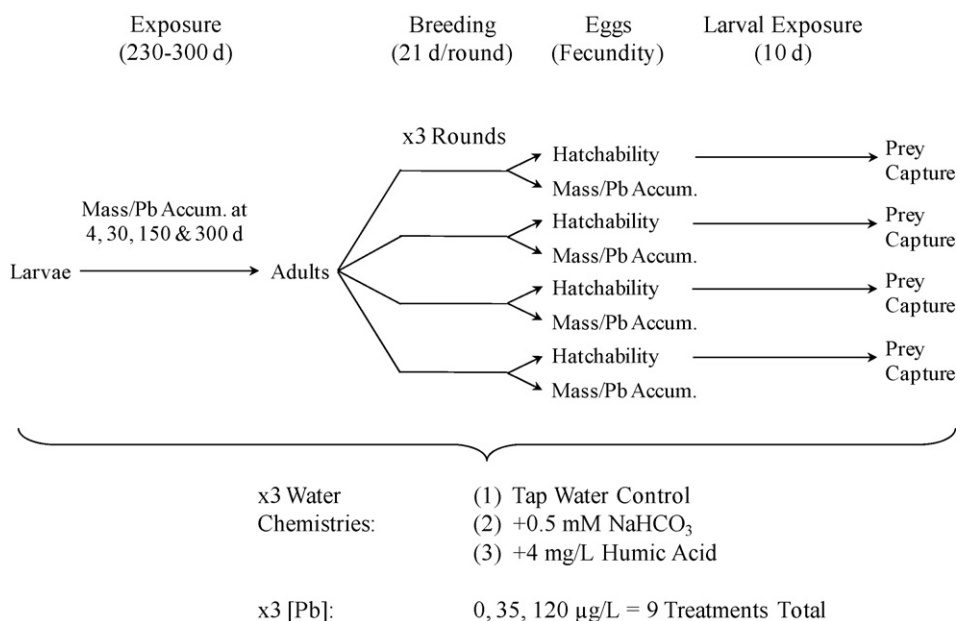 Exposure
(230-300 d)
Breeding
(21 d/round)
Eggs
(Fecundity)
Larval Exposure
(10 d)
x3 Rounds
Mass/Pb Accum. at
4, 30, 150 & 300 d
Larvae
Adults
Hatchability
Mass/Pb Accum.
Prey
Capture
Hatchability
Mass/Pb Accum.
Prey
Capture
Hatchability
Mass/Pb Accum.
Prey
Capture
Hatchability
Mass/Pb Accum.
Prey
Capture
x3 Water
Chemistries:
(1) Tap Water Control
(2) +0.5 mM NaHCO₃
(3) +4 mg/L Humic Acid
x3 [Pb]: 0, 35, 120 µg/L = 9 Treatments Total